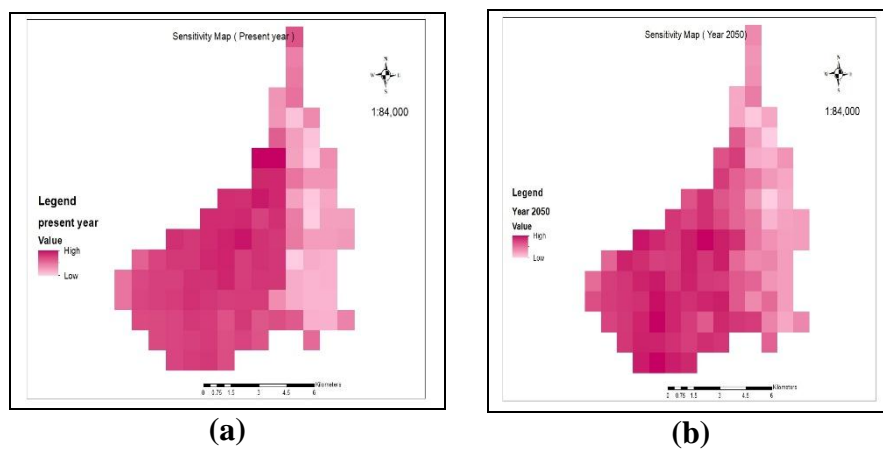 Sensitivity Map ( Present year )
N
W E
S
1:84,000
Legend
present year
Value
High
Low
Kilometers
0 0.75 1.5 3 4.5 6
(a)
Sensitivity Map ( Year 2050)
N
W E
S
1:84,000
Legend
Year 2050
Value
High
Low
Kilometers
0 0.75 1.5 3 4.5 6
(b)